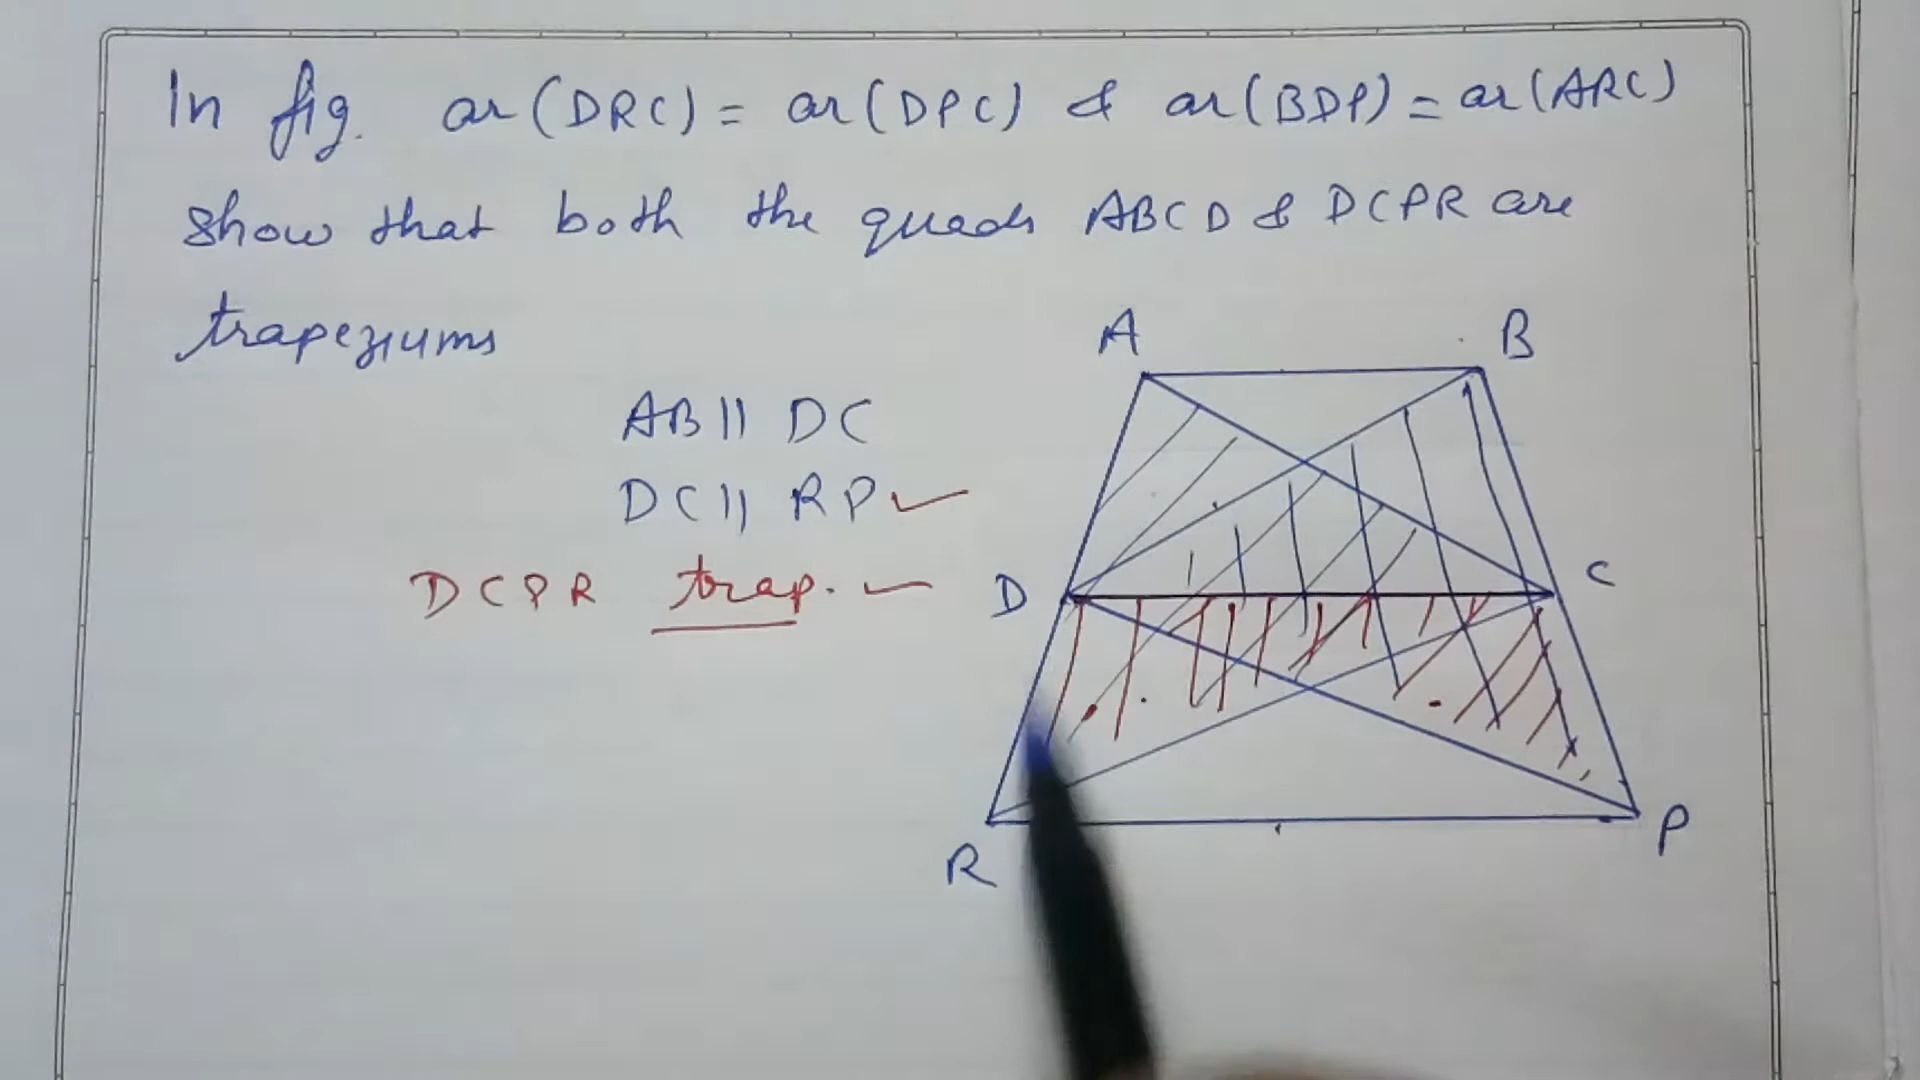 In fig. ar(DRC) = ar(DPC) & ar(BDP) = ar(ARC)
show that both the quads ABCD & DCPR are
trapeziums
A B
AB || DC
DC || RP ✓
DCPR trap. D C
R P